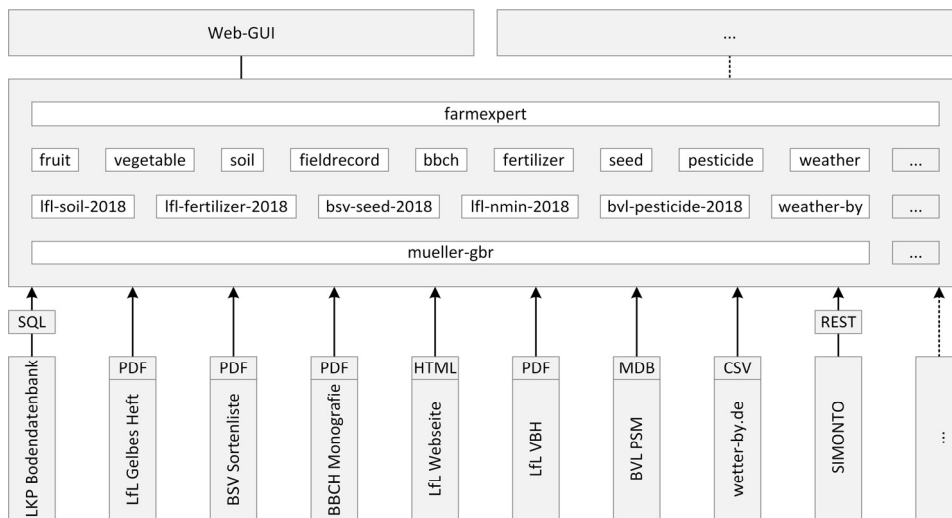 Web-GUI ...
farmexpert
fruit vegetable soil fieldrecord bbch fertilizer seed pesticide weather ...
lfl-soil-2018 lfl-fertilizer-2018 bsv-seed-2018 lfl-nmin-2018 bvl-pesticide-2018 weather-by ...
mueller-gbr ...
SQL REST
PDF PDF PDF HTML PDF MDB CSV
LKP Bodendatenbank
LfL Gelbes Heft
BSV Sortenliste
BBCH Monografie
LfL Webseite
LfL VBH
BVL PSM
wetter-by.de
SIMONTO
...